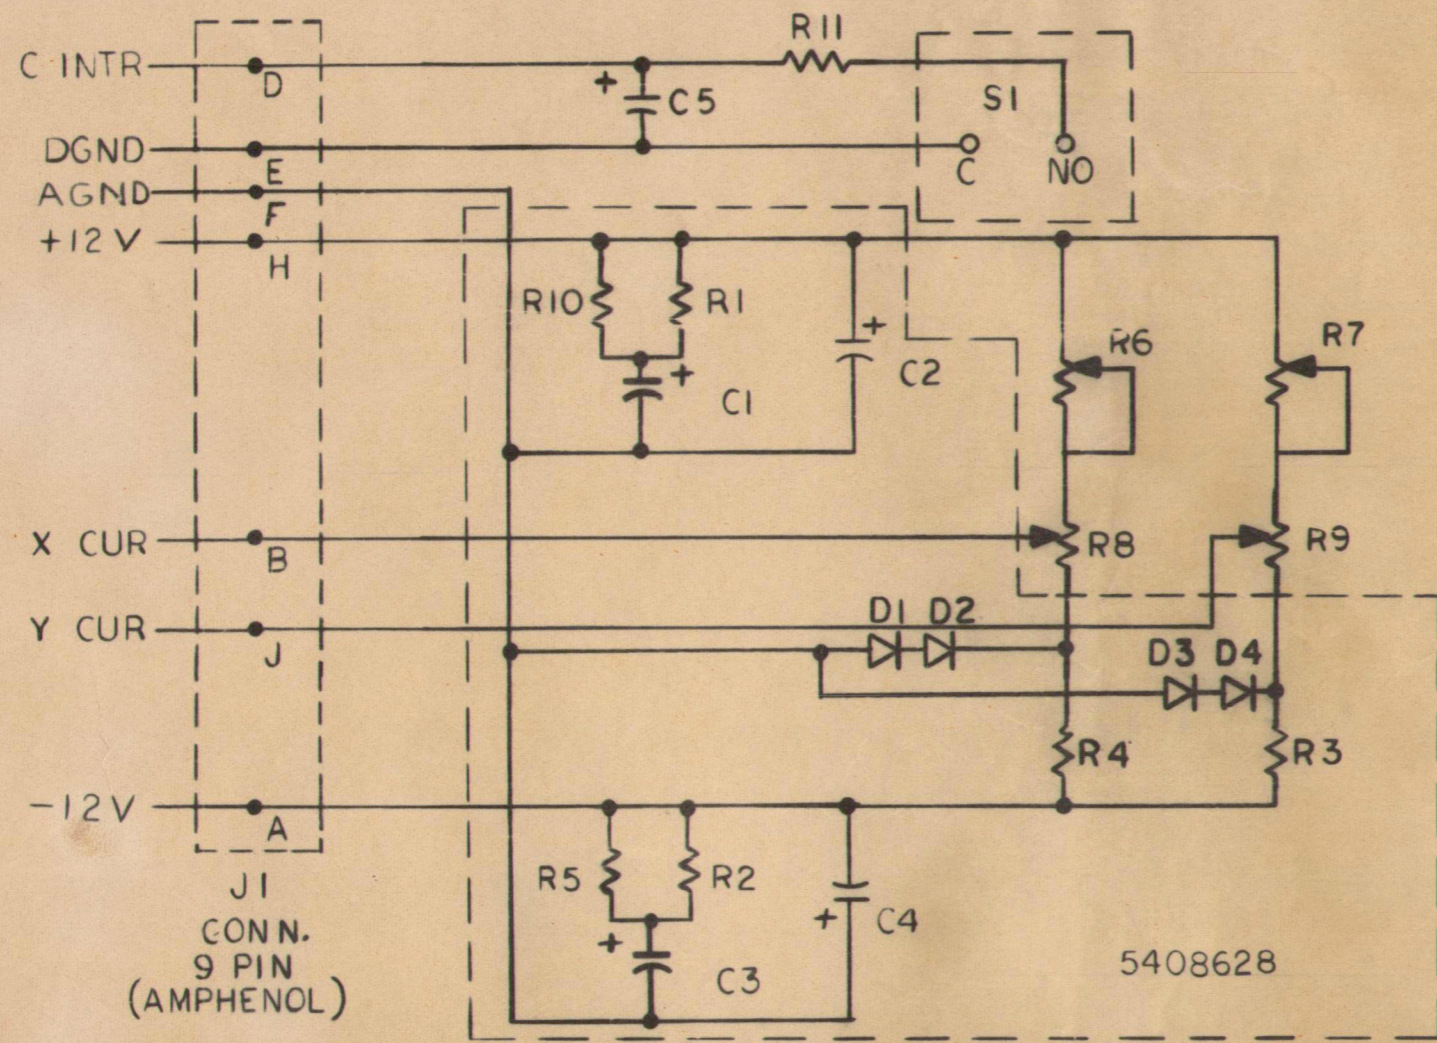 C INTR
D
+
C5
R11
S1
C
NO
DGND
E
AGND
F
+12 V
H
R10
R1
+
C1
+
C2
R6
R7
X CUR
B
R8
R9
Y CUR
J
D1 D2
D3 D4
R4
R3
-12V
A
R5
R2
+
C3
+
C4
J1
CONN.
9 PIN
(AMPHENOL)
5408628